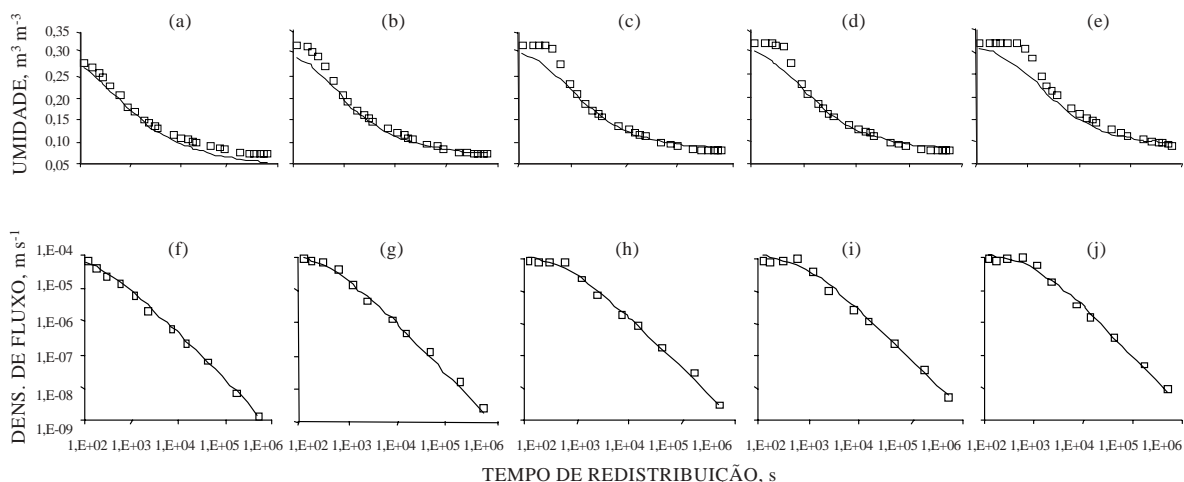 (a) (b) (c) (d) (e)
UMIDADE, m³ m⁻³
0,35
0,30
0,25
0,20
0,15
0,10
0,05
(f) (g) (h) (i) (j)
DENS. DE FLUXO, m s⁻¹
1,E-04
1,E-05
1,E-06
1,E-07
1,E-08
1,E-09
1,E+02 1,E+03 1,E+04 1,E+05 1,E+06 1,E+02 1,E+03 1,E+04 1,E+05 1,E+06 1,E+02 1,E+03 1,E+04 1,E+05 1,E+06 1,E+02 1,E+03 1,E+04 1,E+05 1,E+06 1,E+02 1,E+03 1,E+04 1,E+05 1,E+06
TEMPO DE REDISTRIBUIÇÃO, s